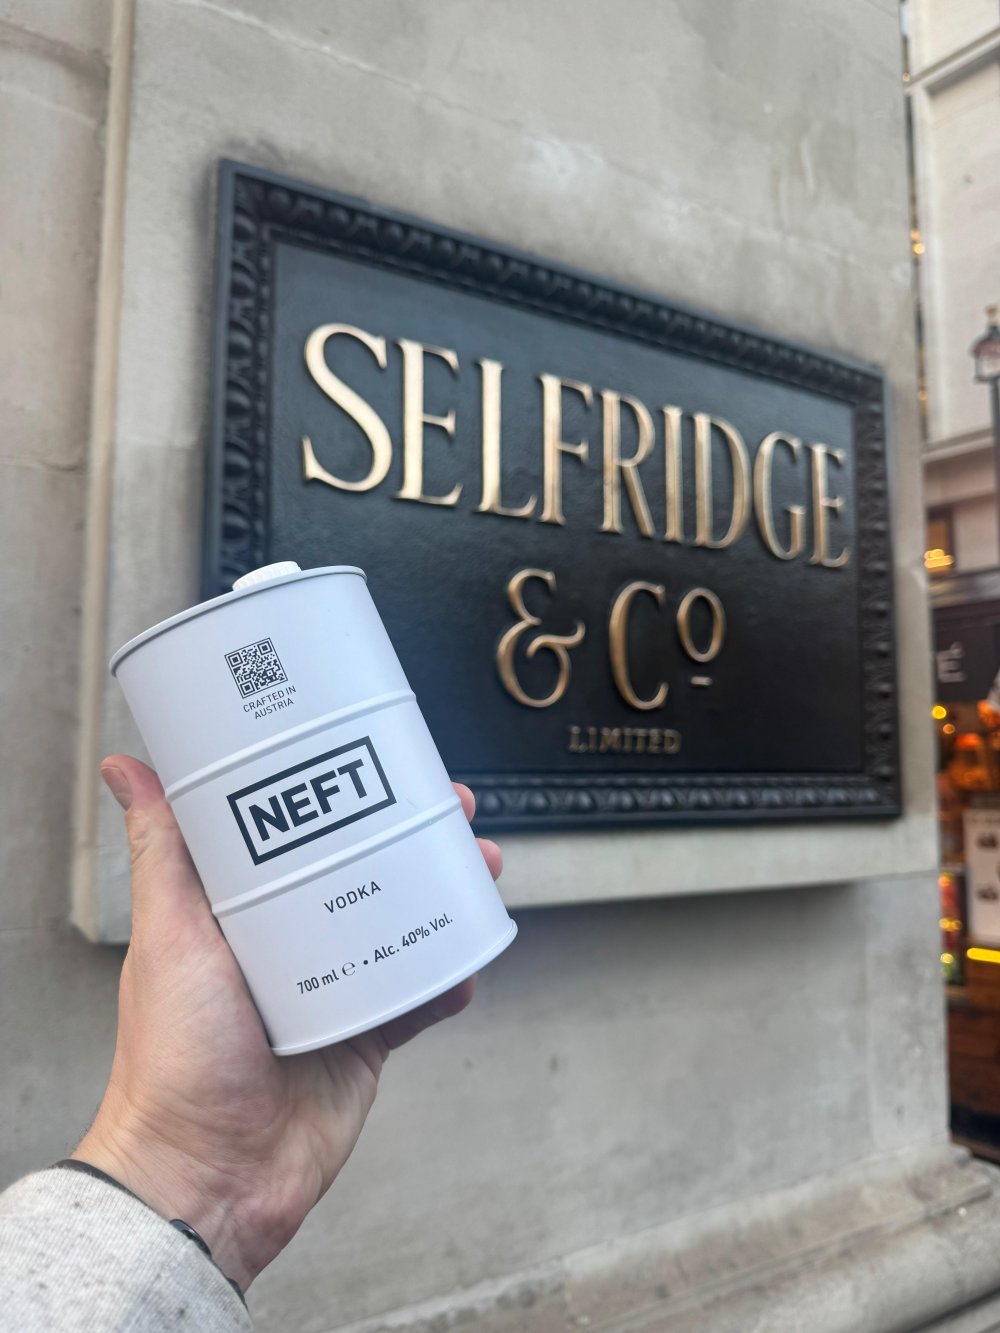 SELFRIDGE
& Cº
LIMITED
CRAFTED IN
AUSTRIA
NEFT
VODKA
700 ml ℮ • Alc. 40% Vol.